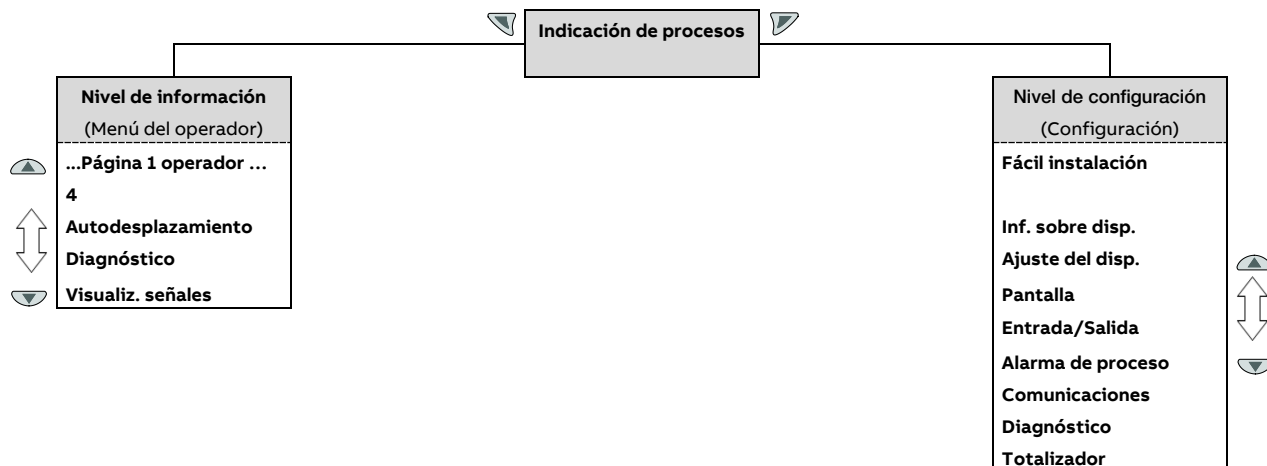 Indicación de procesos
Nivel de información
(Menú del operador)
...Página 1 operador ...
4
Autodesplazamiento
Diagnóstico
Visualiz. señales
Nivel de configuración
(Configuración)
Fácil instalación
Inf. sobre disp.
Ajuste del disp.
Pantalla
Entrada/Salida
Alarma de proceso
Comunicaciones
Diagnóstico
Totalizador